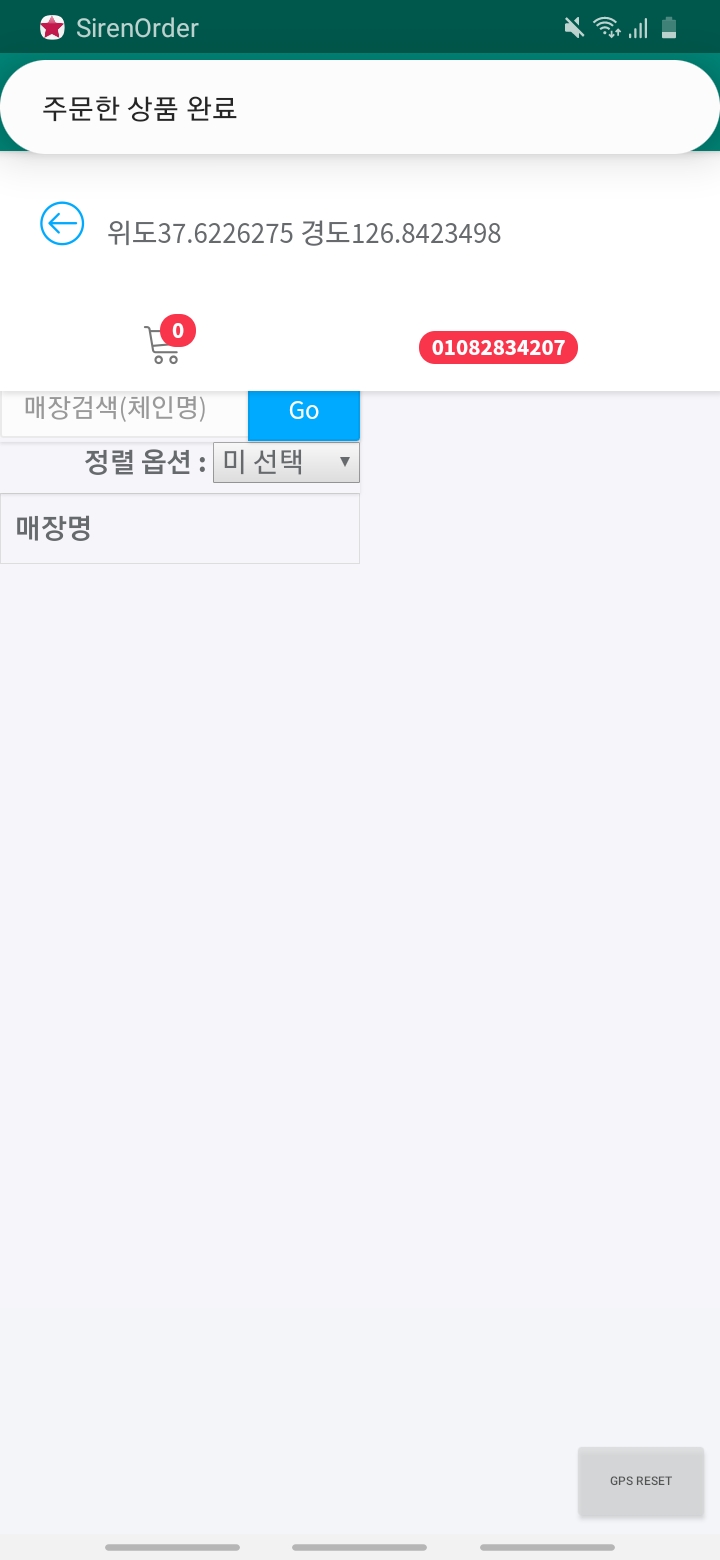 SirenOrder
주문한 상품 완료
위도37.6226275 경도126.8423498
0
01082834207
매장검색(체인명)
Go
정렬 옵션 : 미 선택
매장명
GPS RESET